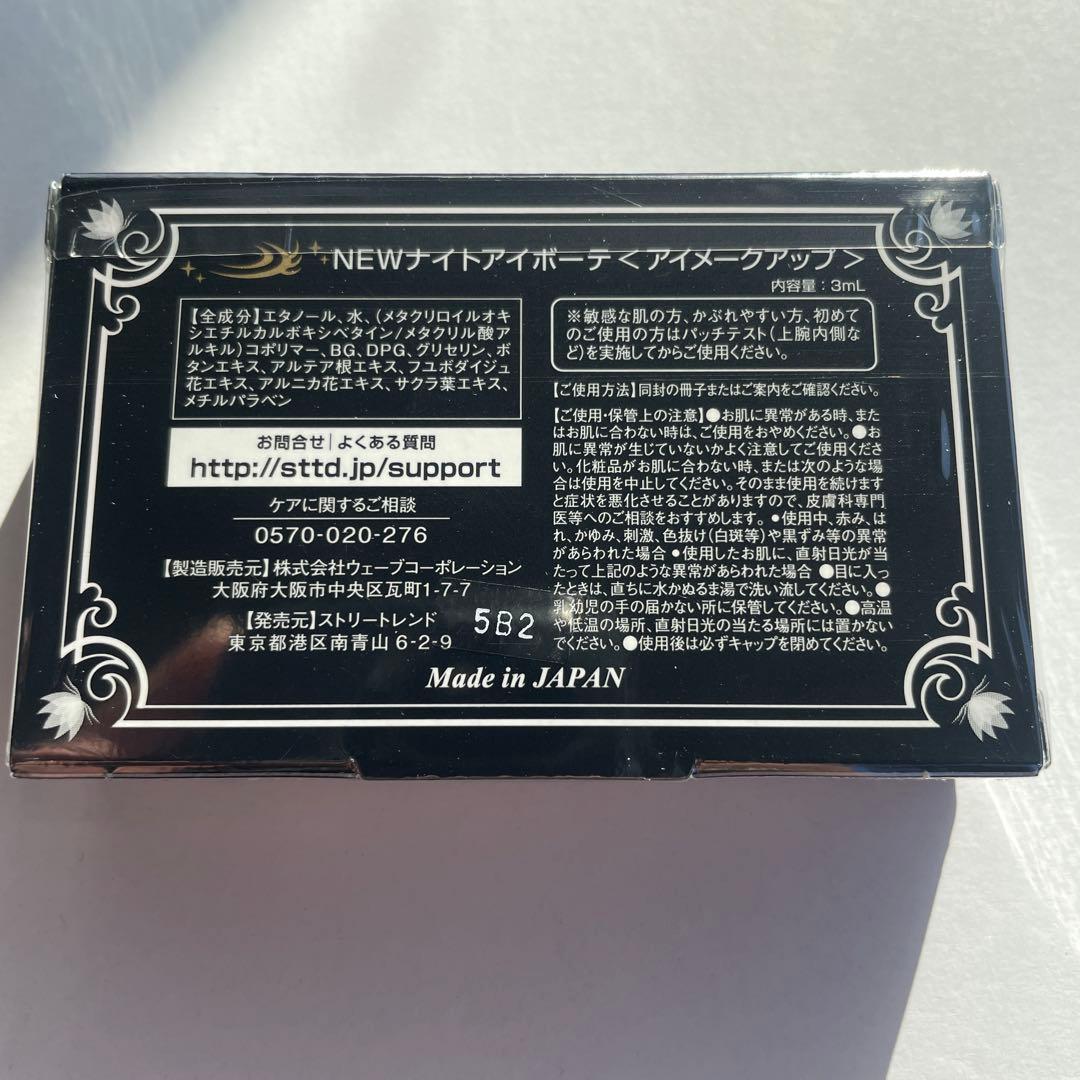 NEWナイトアイボーテ＜アイメークアップ＞
内容量：3mL
【全成分】エタノール、水、(メタクリロイルオキ
シエチルカルボキシベタイン/メタクリル酸ア
ルキル)コポリマー、BG、DPG、グリセリン、ボ
タンエキス、アルテア根エキス、フユボダイジュ
花エキス、アルニカ花エキス、サクラ葉エキス、
メチルパラベン
お問合せ|よくある質問
http://sttd.jp/support
ケアに関するご相談
0570-020-276
【製造販売元】株式会社ウェーブコーポレーション
大阪府大阪市中央区瓦町1-7-7
【発売元】ストリートレンド
東京都港区南青山 6-2-9
5B2
※敏感な肌の方、かぶれやすい方、初めて
のご使用の方はパッチテスト(上腕内側な
ど)を実施してからご使用ください。
【ご使用方法】同封の冊子またはご案内をご確認ください。
【ご使用・保管上の注意】●お肌に異常がある時、また
はお肌に合わない時は、ご使用をおやめください。●お
肌に異常が生じていないかよく注意してご使用くださ
い。化粧品がお肌に合わない時、または次のような場
合は使用を中止してください。そのまま使用を続けます
と症状を悪化させることがありますので、皮膚科専門
医等へのご相談をおすすめします。•使用中、赤み、は
れ、かゆみ、刺激、色抜け(白斑等)や黒ずみ等の異常
があらわれた場合 •使用したお肌に、直射日光が当
たって上記のような異常があらわれた場合 ●目に入っ
たときは、直ちに水かぬるま湯で洗い流してください。●
乳幼児の手の届かない所に保管してください。●高温
や低温の場所、直射日光の当たる場所には置かない
でください。●使用後は必ずキャップを閉めてください。
Made in JAPAN